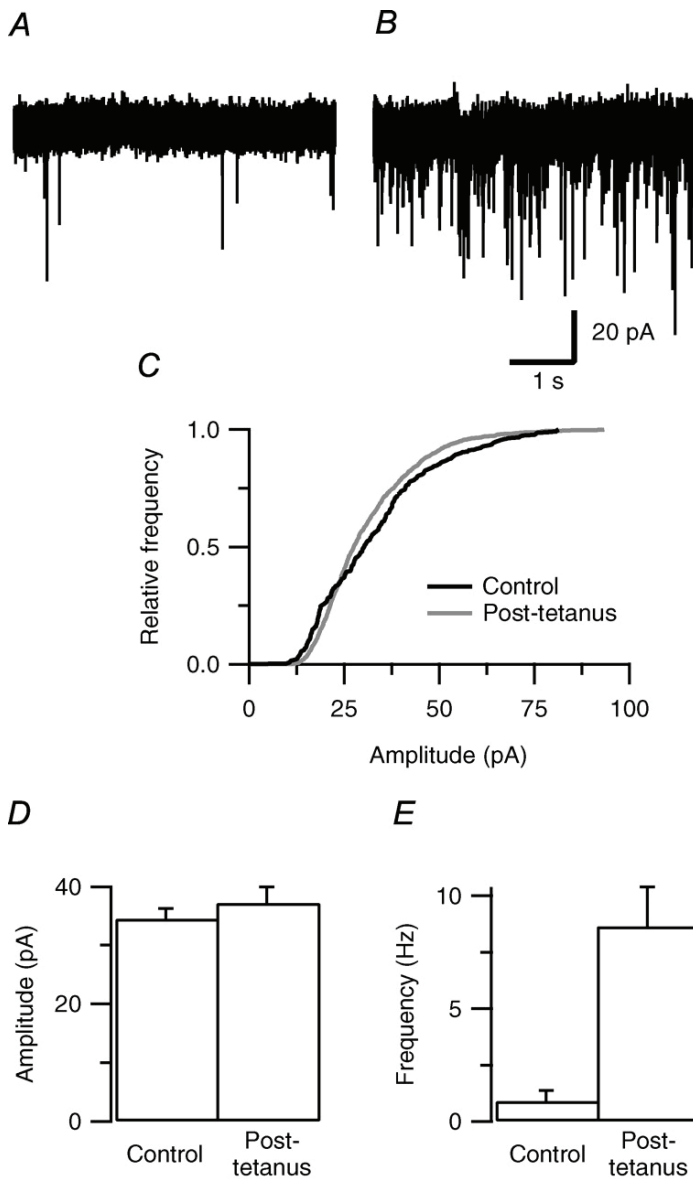 A
B
20 pA
1 s
C
1.0
0.5
0.0
Relative frequency
Control
Post-tetanus
0
25
50
75
100
Amplitude (pA)
D
40
20
0
Amplitude (pA)
Control
Post-
tetanus
E
10
5
0
Frequency (Hz)
Control
Post-
tetanus